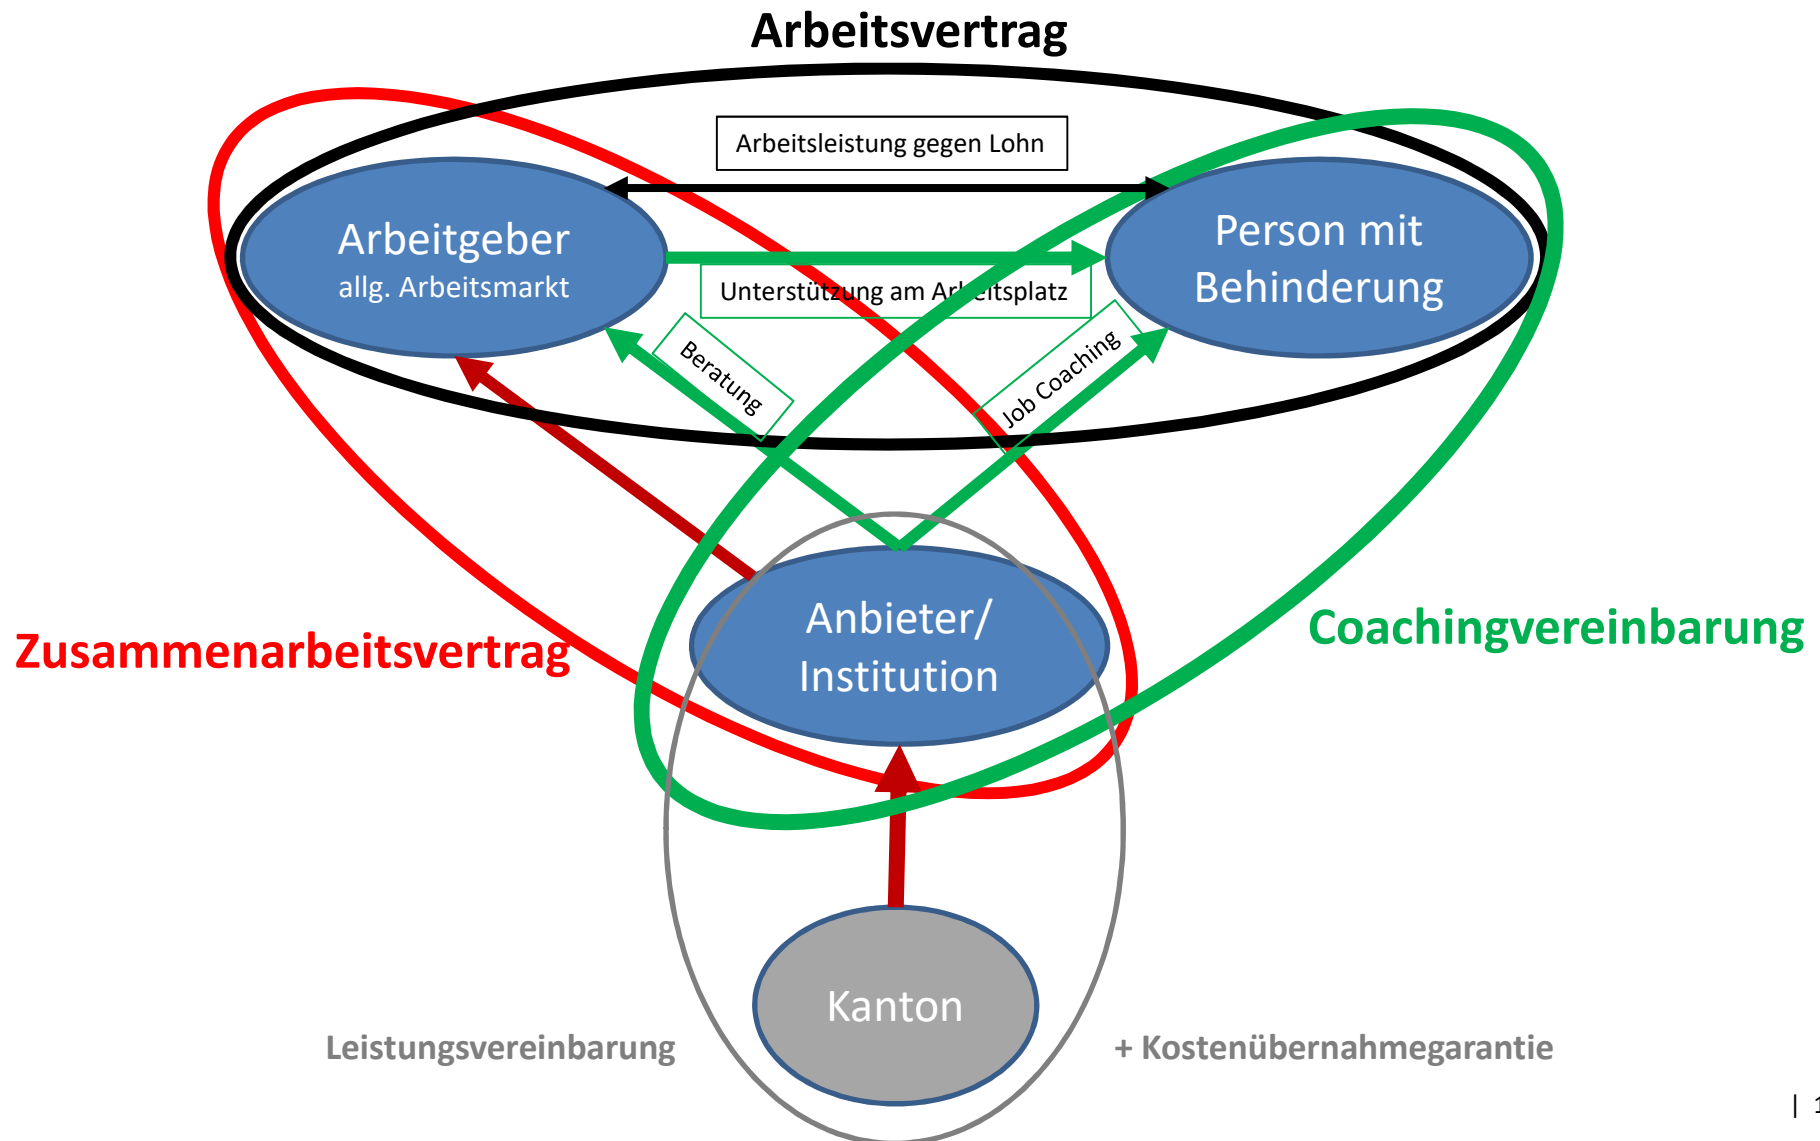 Arbeitsvertrag
Arbeitsleistung gegen Lohn
Arbeitgeber
allg. Arbeitsmarkt
Person mit
Behinderung
Unterstützung am Arbeitsplatz
Beratung
Job Coaching
Anbieter/
Institution
Zusammenarbeitsvertrag
Coachingvereinbarung
Kanton
Leistungsvereinbarung
+ Kostenübernahmegarantie
| 1